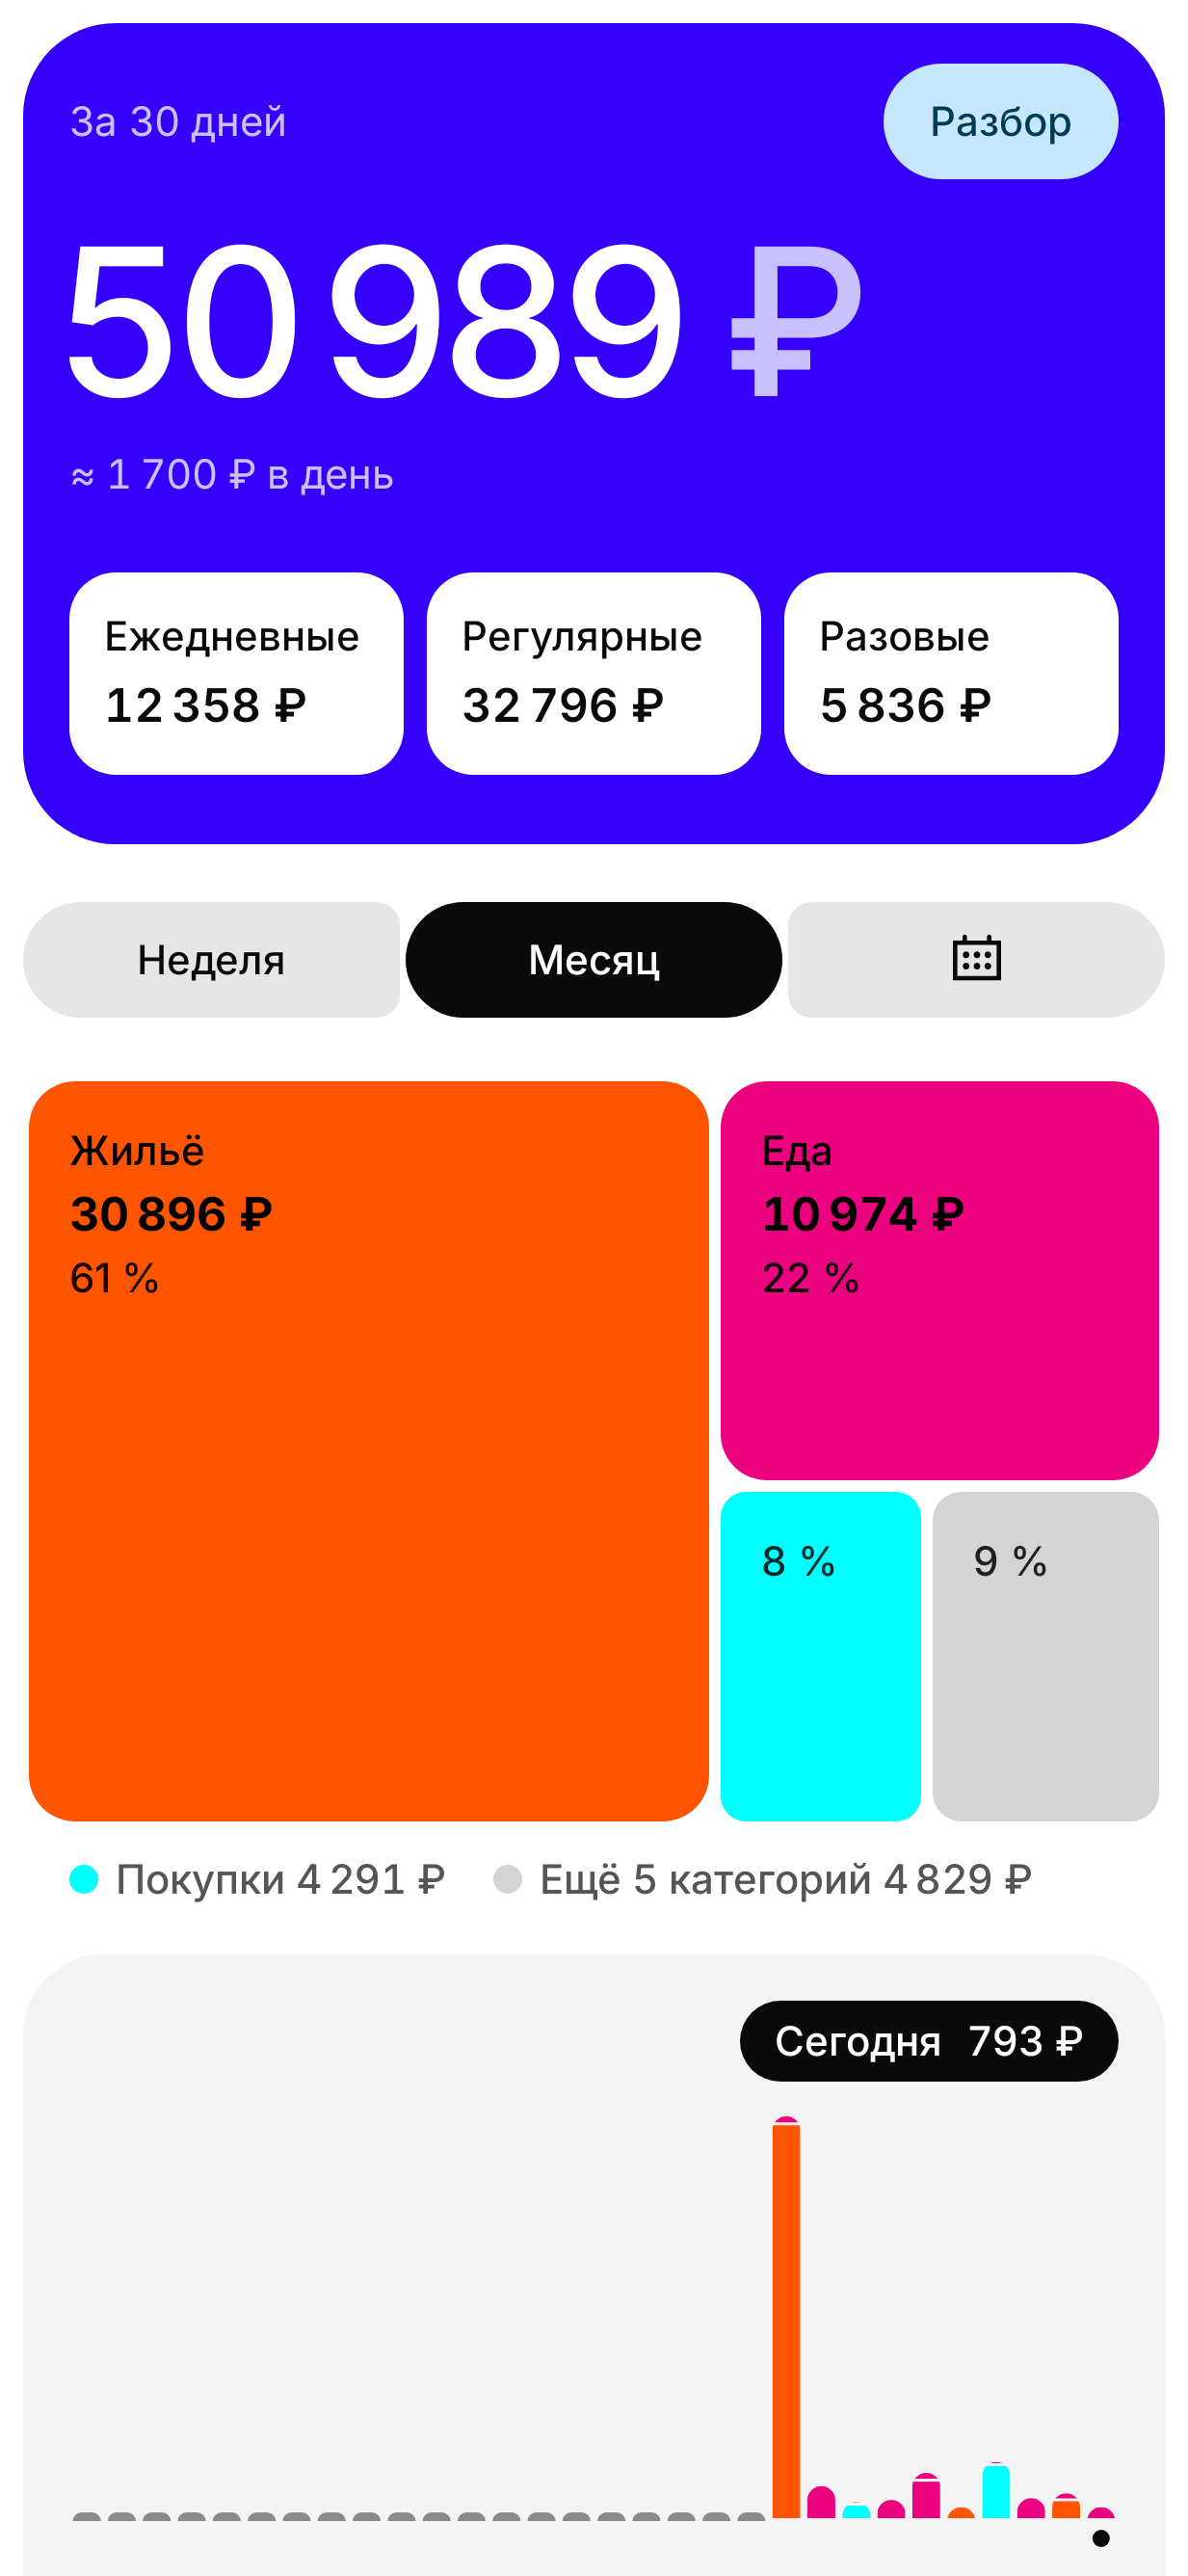 За 30 дней
Разбор
50 989 ₽
≈ 1 700 ₽ в день
Ежедневные
12 358 ₽
Регулярные
32 796 ₽
Разовые
5 836 ₽
Неделя
Месяц
Жильё
30 896 ₽
61 %
Еда
10 974 ₽
22 %
8 %
9 %
Покупки 4 291 ₽
Ещё 5 категорий 4 829 ₽
Сегодня 793 ₽